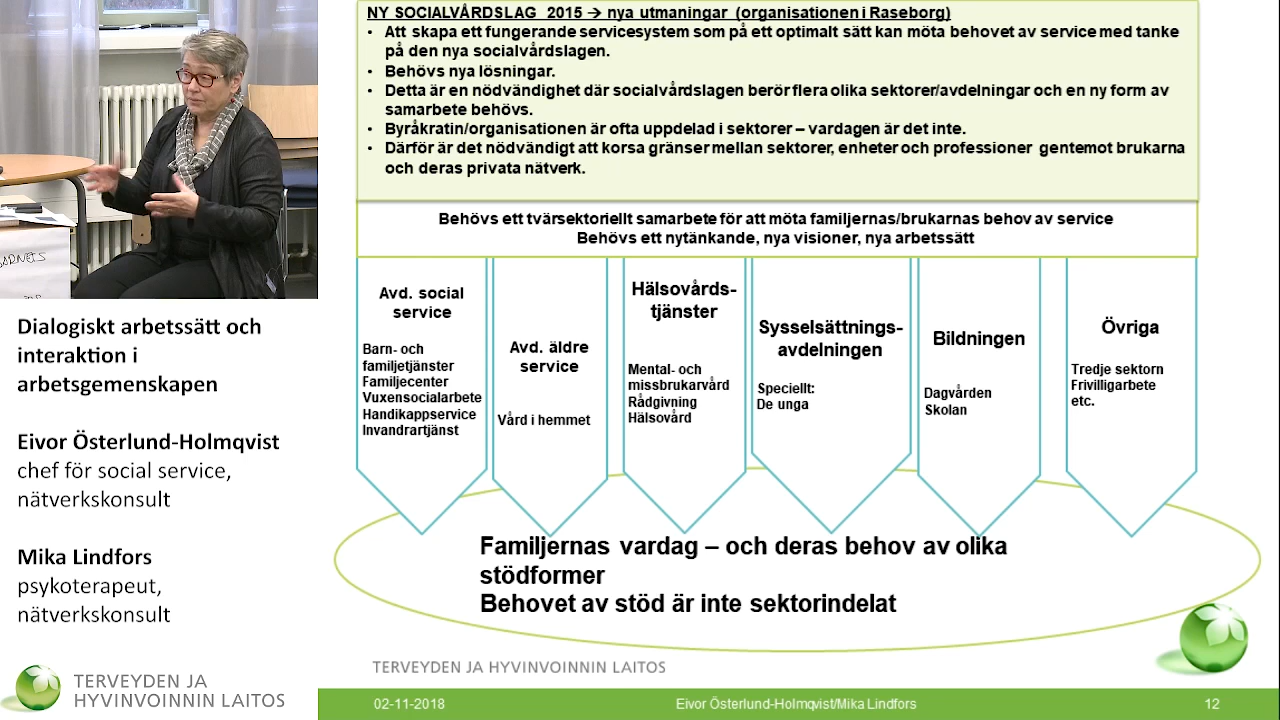 NY SOCIALVÅRDSLAG 2015 → nya utmaningar (organisationen i Raseborg)
• Att skapa ett fungerande servicesystem som på ett optimalt sätt kan möta behovet av service med tanke
på den nya socialvårdslagen.
• Behövs nya lösningar.
• Detta är en nödvändighet där socialvårdslagen berör flera olika sektorer/avdelningar och en ny form av
samarbete behövs.
• Byråkratin/organisationen är ofta uppdelad i sektorer – vardagen är det inte.
• Därför är det nödvändigt att korsa gränser mellan sektorer, enheter och professioner gentemot brukarna
och deras privata nätverk.
Behövs ett tvärsektoriellt samarbete för att möta familjernas/brukarnas behov av service
Behövs ett nytänkande, nya visioner, nya arbetssätt
Avd. social
service
Barn- och
familjetjänster
Familjecenter
Vuxensocialarbete
Handikappservice
Invandrartjänst
Avd. äldre
service
Vård i hemmet
Hälsovårds-
tjänster
Mental- och
missbrukarvård
Rådgivning
Hälsovård
Sysselsättnings-
avdelningen
Speciellt:
De unga
Bildningen
Dagvården
Skolan
Övriga
Tredje sektorn
Frivilligarbete
etc.
Familjernas vardag – och deras behov av olika
stödformer
Behovet av stöd är inte sektorindelat
TERVEYDEN JA HYVINVOINNIN LAITOS
02-11-2018
Eivor Österlund-Holmqvist/Mika Lindfors
12
BARNETS
Dialogiskt arbetssätt och
interaktion i
arbetsgemenskapen
Eivor Österlund-Holmqvist
chef för social service,
nätverkskonsult
Mika Lindfors
psykoterapeut,
nätverkskonsult
TERVEYDEN JA
HYVINVOINNIN LAITOS